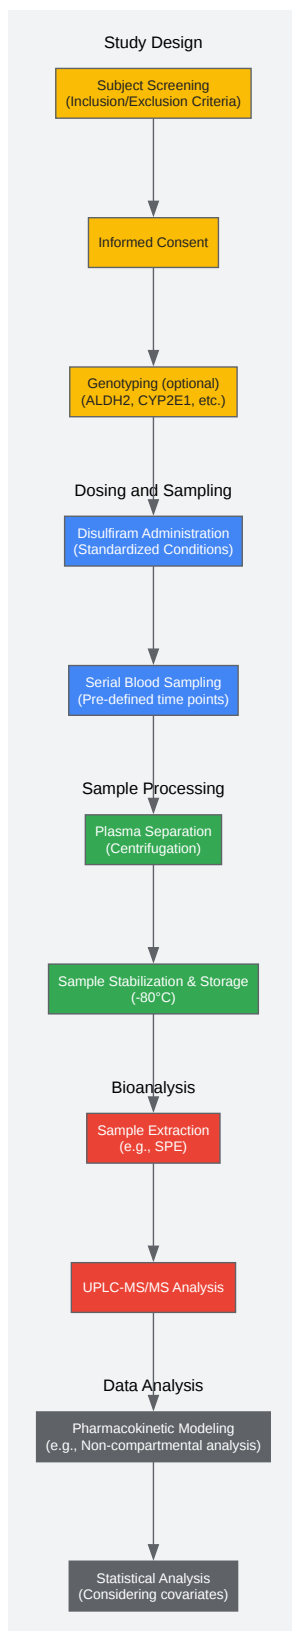 Study Design
Subject Screening
(Inclusion/Exclusion Criteria)
Informed Consent
Genotyping (optional)
(ALDH2, CYP2E1, etc.)
Dosing and Sampling
Disulfiram Administration
(Standardized Conditions)
Serial Blood Sampling
(Pre-defined time points)
Sample Processing
Plasma Separation
(Centrifugation)
Sample Stabilization & Storage
(-80°C)
Bioanalysis
Sample Extraction
(e.g., SPE)
UPLC-MS/MS Analysis
Data Analysis
Pharmacokinetic Modeling
(e.g., Non-compartmental analysis)
Statistical Analysis
(Considering covariates)